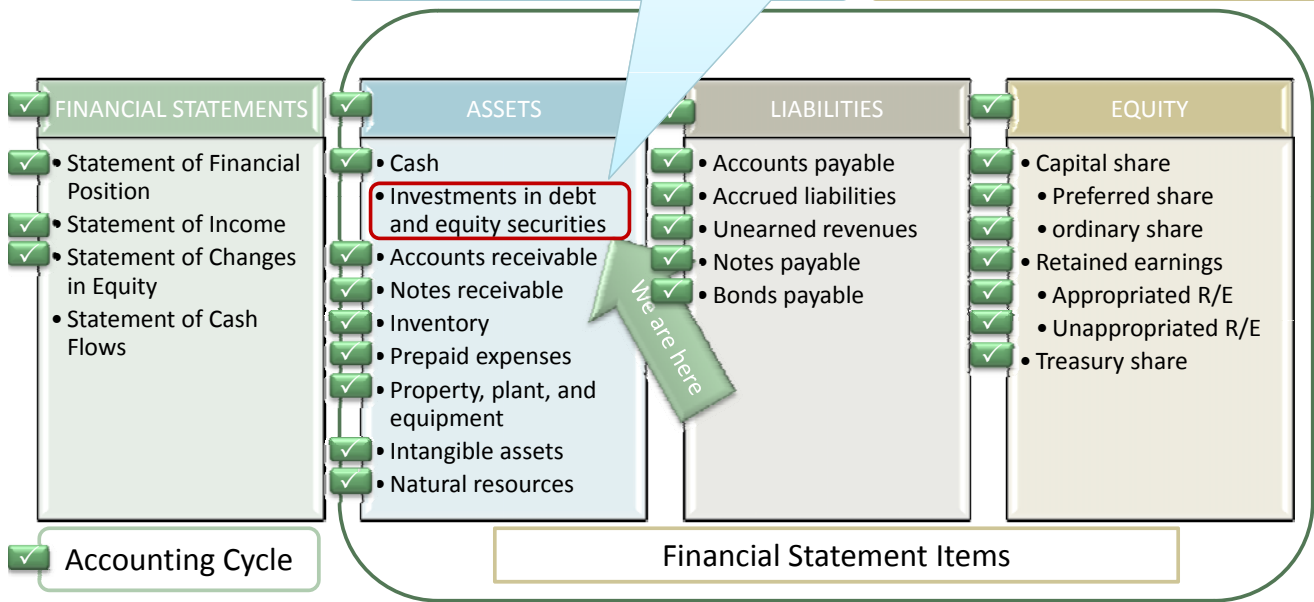 FINANCIAL STATEMENTS
• Statement of Financial
Position
• Statement of Income
• Statement of Changes
in Equity
• Statement of Cash
Flows
ASSETS
• Cash
• Investments in debt
and equity securities
• Accounts receivable
• Notes receivable
• Inventory
• Prepaid expenses
• Property, plant, and
equipment
• Intangible assets
• Natural resources
We are here
LIABILITIES
• Accounts payable
• Accrued liabilities
• Unearned revenues
• Notes payable
• Bonds payable
EQUITY
• Capital share
• Preferred share
• ordinary share
• Retained earnings
• Appropriated R/E
• Unappropriated R/E
• Treasury share
Accounting Cycle
Financial Statement Items